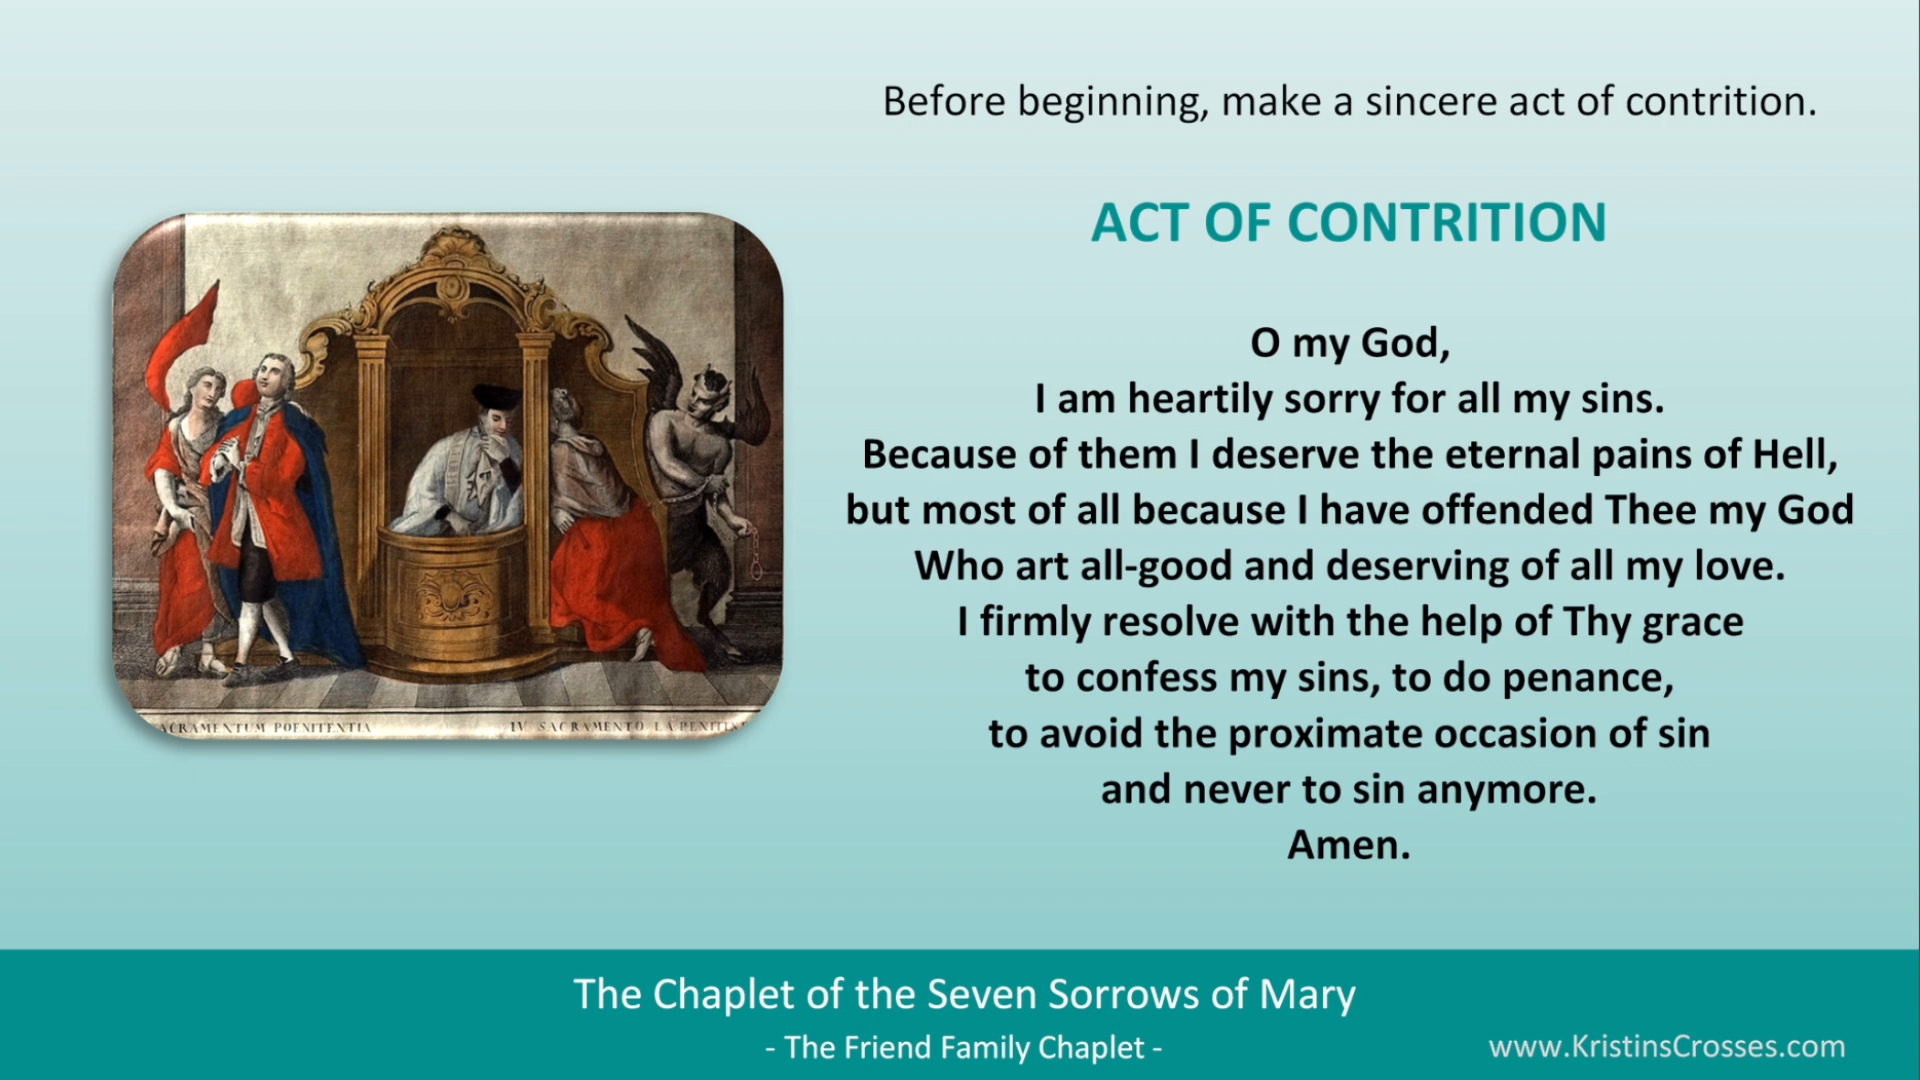 Before beginning, make a sincere act of contrition.
ACT OF CONTRITION
O my God,
I am heartily sorry for all my sins.
Because of them I deserve the eternal pains of Hell,
but most of all because I have offended Thee my God
Who art all-good and deserving of all my love.
I firmly resolve with the help of Thy grace
to confess my sins, to do penance,
to avoid the proximate occasion of sin
and never to sin anymore.
Amen.
POENITENTIA
IV SACRAMENTO LA
The Chaplet of the Seven Sorrows of Mary
- The Friend Family Chaplet -
www.KristinsCrosses.com